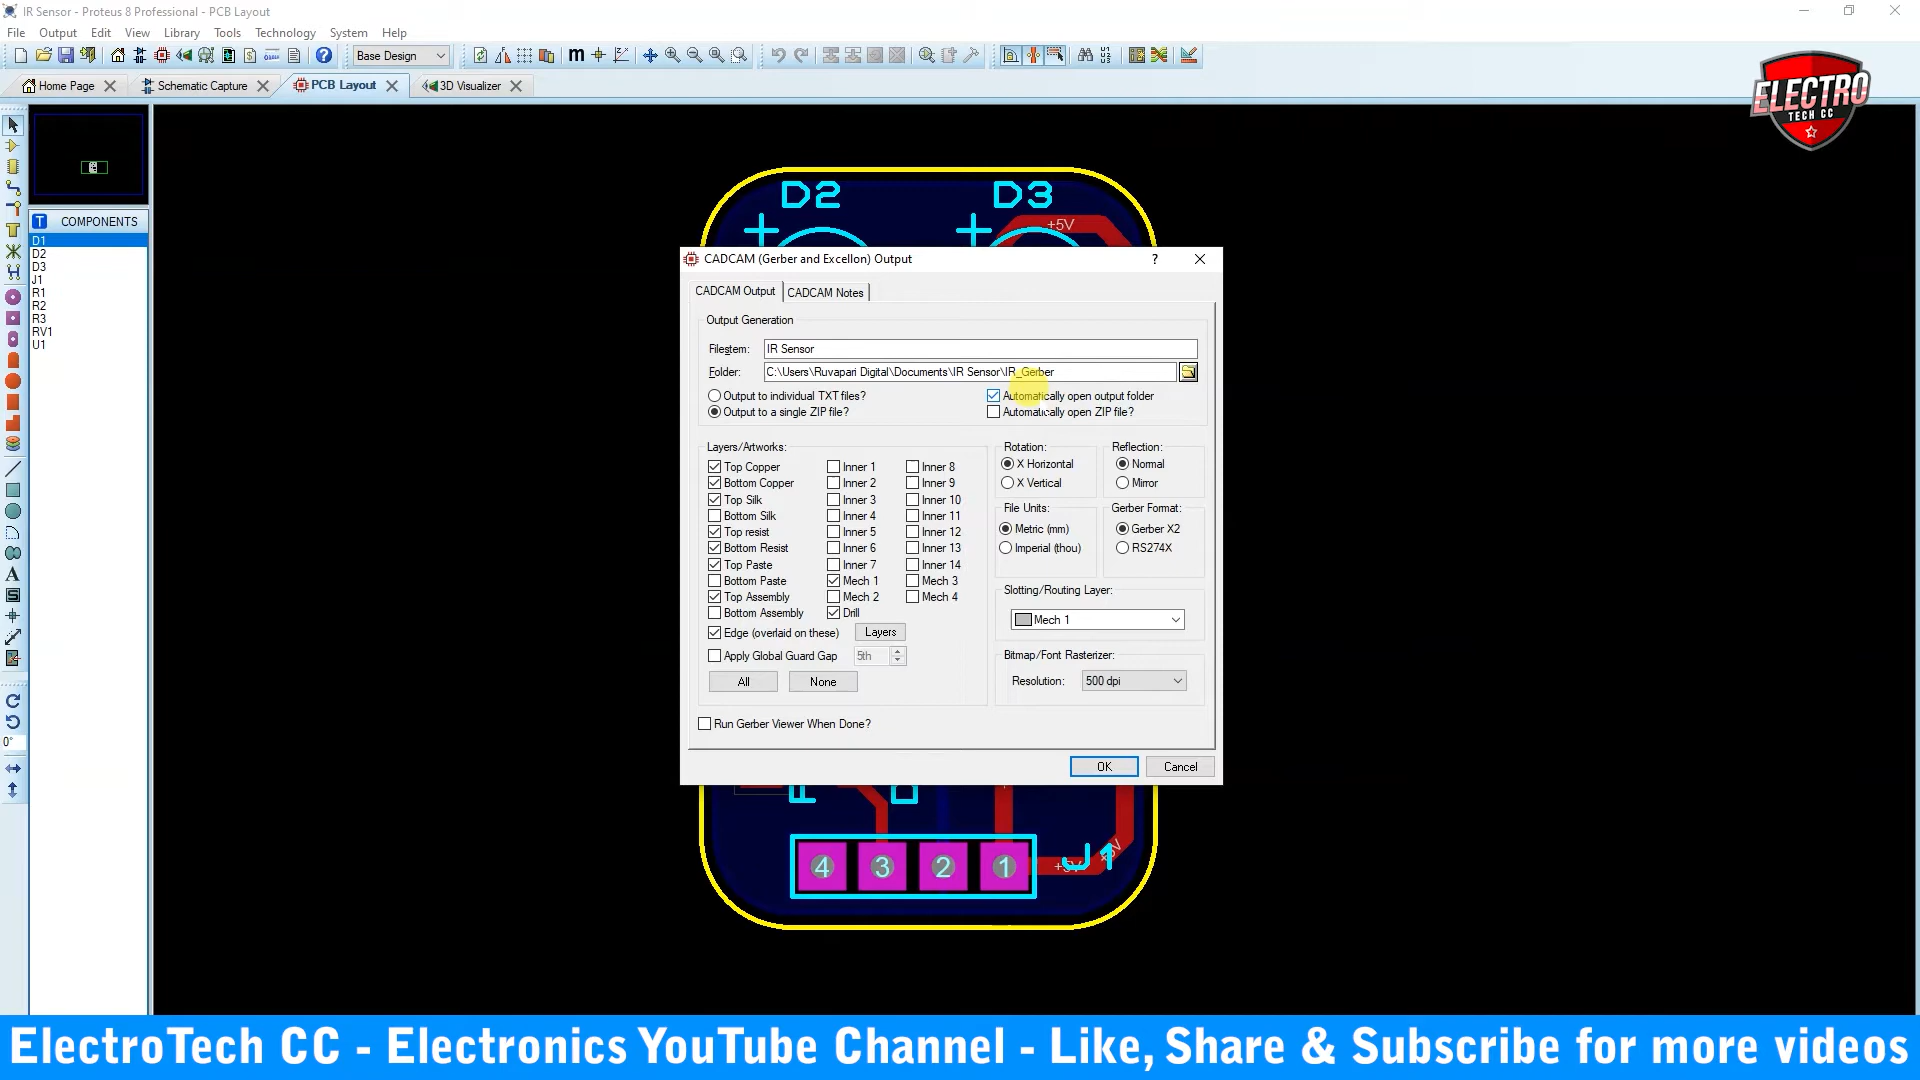 IR Sensor - Proteus 8 Professional - PCB Layout
File Output Edit View Library Tools Technology System Help
Base Design
Home Page Schematic Capture PCB Layout 3D Visualizer
ELECTRO
TECH CC
COMPONENTS
D1
D2
D3
J1
R1
R2
R3
RV1
U1
0°
D2 D3
+5V
CADCAM (Gerber and Excellon) Output
CADCAM Output CADCAM Notes
Output Generation
Filestem: IR Sensor
Folder: C:\Users\Ruvapari Digital\Documents\IR Sensor\IR_Gerber
Output to individual TXT files? Automatically open output folder
Output to a single ZIP file? Automatically open ZIP file?
Layers/Artworks: Rotation: Reflection:
Top Copper Inner 1 Inner 8 X Horizontal Normal
Bottom Copper Inner 2 Inner 9 X Vertical Mirror
Top Silk Inner 3 Inner 10 File Units: Gerber Format:
Bottom Silk Inner 4 Inner 11
Top resist Inner 5 Inner 12 Metric (mm) Gerber X2
Bottom Resist Inner 6 Inner 13 Imperial (thou) RS274X
Top Paste Inner 7 Inner 14
Bottom Paste Mech 1 Mech 3 Slotting/Routing Layer:
Top Assembly Mech 2 Mech 4
Bottom Assembly Drill Mech 1
Edge (overlaid on these) Layers
Apply Global Guard Gap 5th Bitmap/Font Rasterizer:
All None Resolution: 500 dpi
Run Gerber Viewer When Done?
OK Cancel
4 3 2 1 J1
+5V
ElectroTech CC - Electronics YouTube Channel - Like, Share & Subscribe for more videos